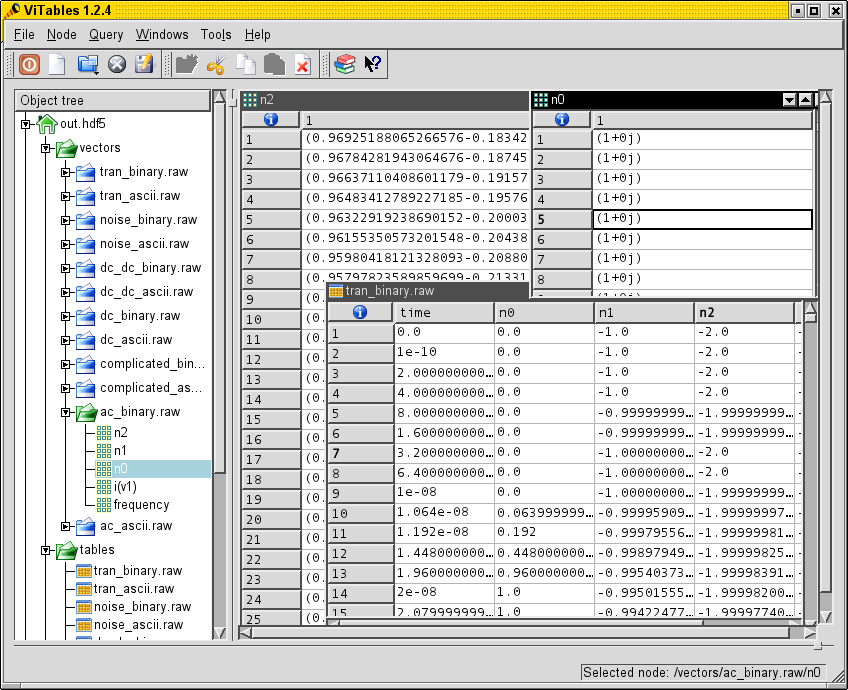 ViTables 1.2.4
File Node Query Windows Tools Help
Object tree
out.hdf5
vectors
tran_binary.raw
tran_ascii.raw
noise_binary.raw
noise_ascii.raw
dc_dc_binary.raw
dc_dc_ascii.raw
dc_binary.raw
dc_ascii.raw
complicated_bin...
complicated_as...
ac_binary.raw
n2
n1
n0
i(v1)
frequency
ac_ascii.raw
tables
tran_binary.raw
tran_ascii.raw
noise_binary.raw
noise_ascii.raw
n2
1
1 (0.96925188065266576-0.18342
2 (0.96784281943064676-0.18745
3 (0.96637110408601179-0.19157
4 (0.96483412789227185-0.19576
5 (0.96322919238690152-0.20003
6 (0.96155350573201548-0.20438
7 (0.95980418121328093-0.20880
8 (0.95797823589859699-0.21331
9 (0.
10 (0.
11 (0.
12 (0.
13 (0.
14 (0.
15 (0.
16 (0.
17 (0.
18 (0.
19 (0.
20 (0.
21 (0.
22 (0.
23 (0.
24 (0.
25 (0.
n0
1
1 (1+0j)
2 (1+0j)
3 (1+0j)
4 (1+0j)
5 (1+0j)
6 (1+0j)
7 (1+0j)
8 (1+0j)
tran_binary.raw
time n0 n1 n2
1 0.0 0.0 -1.0 -2.0
2 1e-10 0.0 -1.0 -2.0
3 2.000000000... 0.0 -1.0 -2.0
4 4.000000000... 0.0 -1.0 -2.0
5 8.000000000... 0.0 -0.99999999... -1.99999999...
6 1.600000000... 0.0 -0.99999999... -1.99999999...
7 3.200000000... 0.0 -1.00000000... -2.0
8 6.400000000... 0.0 -1.00000000... -2.0
9 1e-08 0.0 -1.00000000... -1.99999999...
10 1.064e-08 0.063999999... -0.99995909... -1.99999997...
11 1.192e-08 0.192 -0.99979556... -1.99999981...
12 1.448000000... 0.448000000... -0.99897949... -1.99999825...
13 1.960000000... 0.960000000... -0.99540373... -1.99998391...
14 2e-08 1.0 -0.99501555... -1.99998200...
15 2.079999999... 1.0 -0.99422477... -1.99997740...
Selected node: /vectors/ac_binary.raw/n0